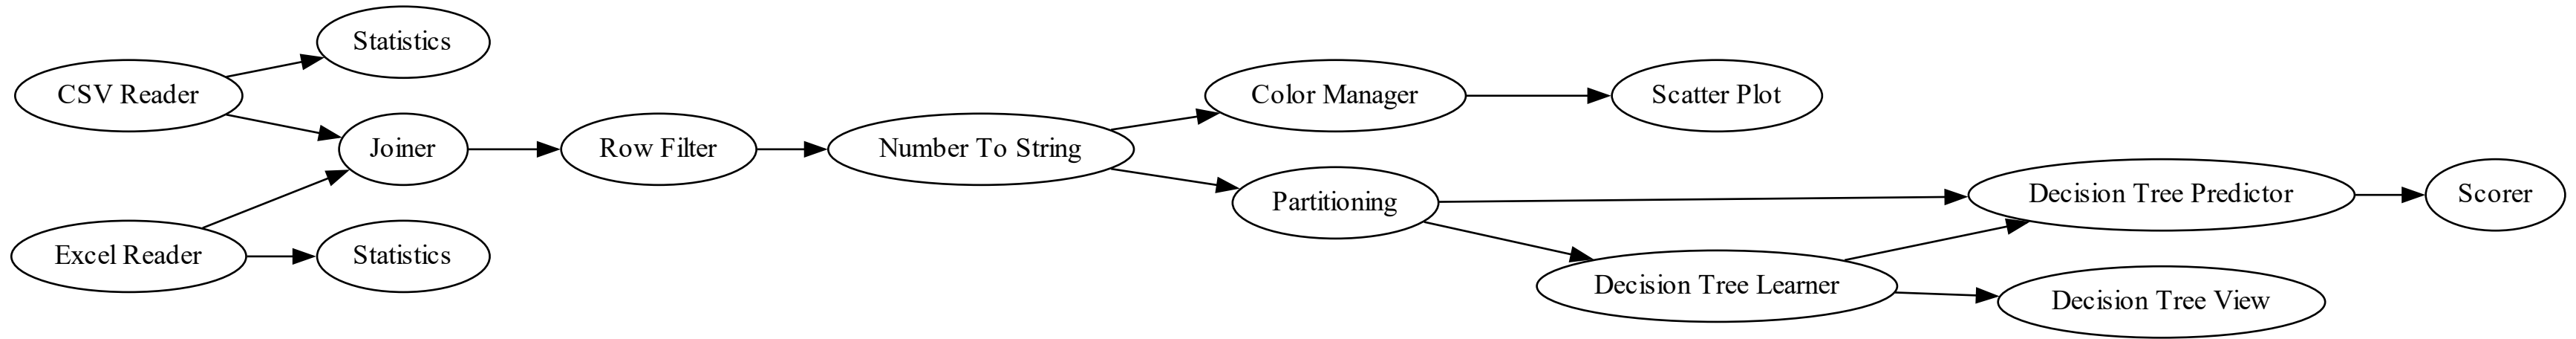 Statistics
CSV Reader
Joiner
Excel Reader
Statistics
Row Filter
Number To String
Color Manager
Scatter Plot
Partitioning
Decision Tree Predictor
Scorer
Decision Tree Learner
Decision Tree View